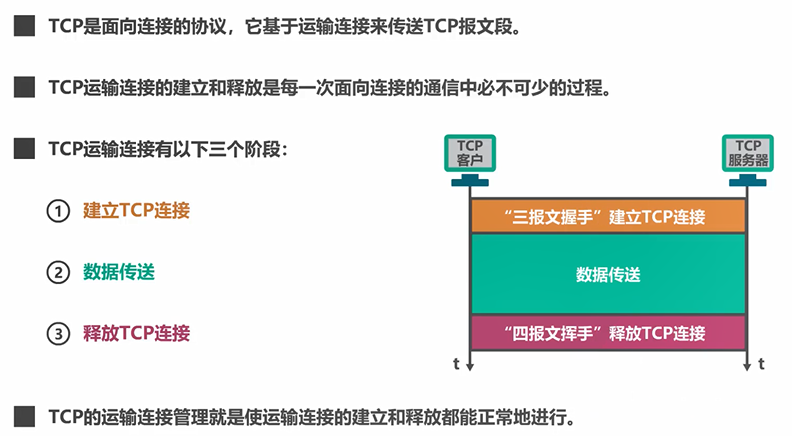 TCP是面向连接的协议，它基于运输连接来传送TCP报文段。
TCP运输连接的建立和释放是每一次面向连接的通信中必不可少的过程。
TCP运输连接有以下三个阶段：
① 建立TCP连接
② 数据传送
③ 释放TCP连接
TCP
客户
TCP
服务器
“三报文握手”建立TCP连接
数据传送
“四报文挥手”释放TCP连接
t
t
TCP的运输连接管理就是使运输连接的建立和释放都能正常地进行。